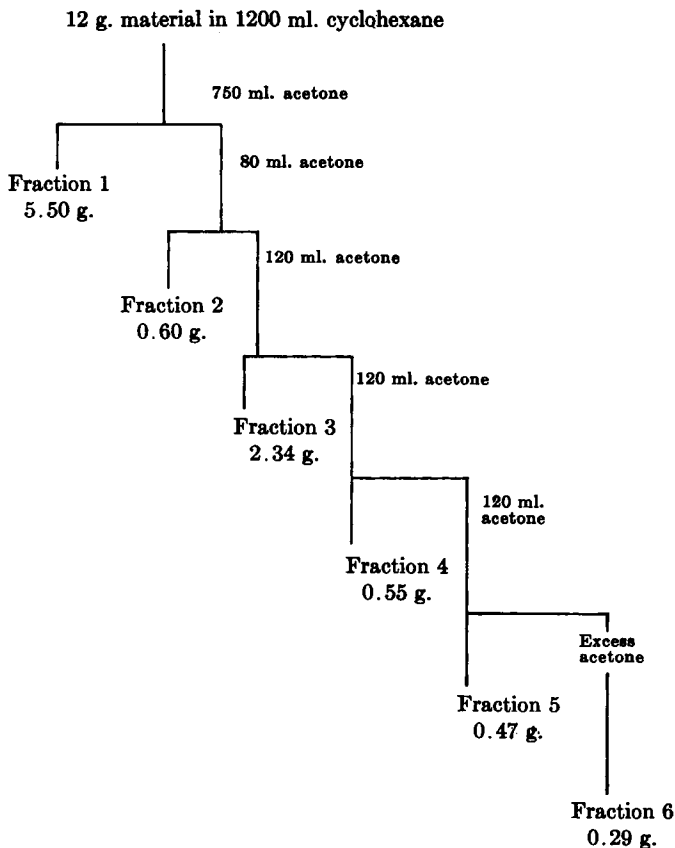 12 g. material in 1200 ml. cyclohexane
750 ml. acetone
80 ml. acetone
Fraction 1
5.50 g.
120 ml. acetone
Fraction 2
0.60 g.
120 ml. acetone
Fraction 3
2.34 g.
120 ml.
acetone
Fraction 4
0.55 g.
Excess
acetone
Fraction 5
0.47 g.
Fraction 6
0.29 g.